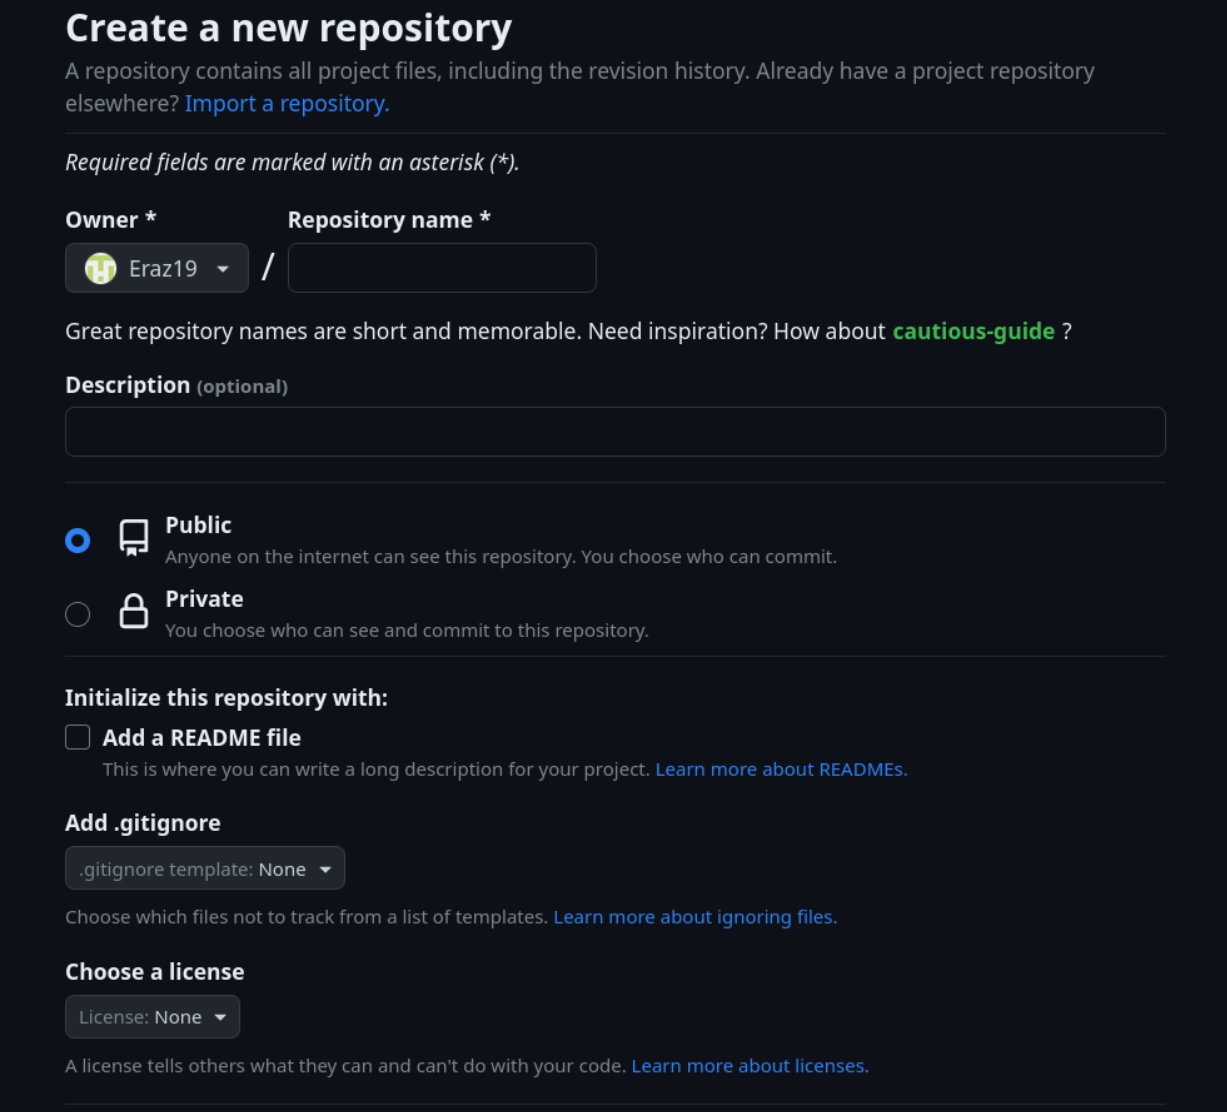 Create a new repository
A repository contains all project files, including the revision history. Already have a project repository
elsewhere? Import a repository.
Required fields are marked with an asterisk (*).
Owner * Repository name *
Eraz19 /
Great repository names are short and memorable. Need inspiration? How about cautious-guide ?
Description (optional)
Public
Anyone on the internet can see this repository. You choose who can commit.
Private
You choose who can see and commit to this repository.
Initialize this repository with:
Add a README file
This is where you can write a long description for your project. Learn more about READMEs.
Add .gitignore
.gitignore template: None
Choose which files not to track from a list of templates. Learn more about ignoring files.
Choose a license
License: None
A license tells others what they can and can't do with your code. Learn more about licenses.